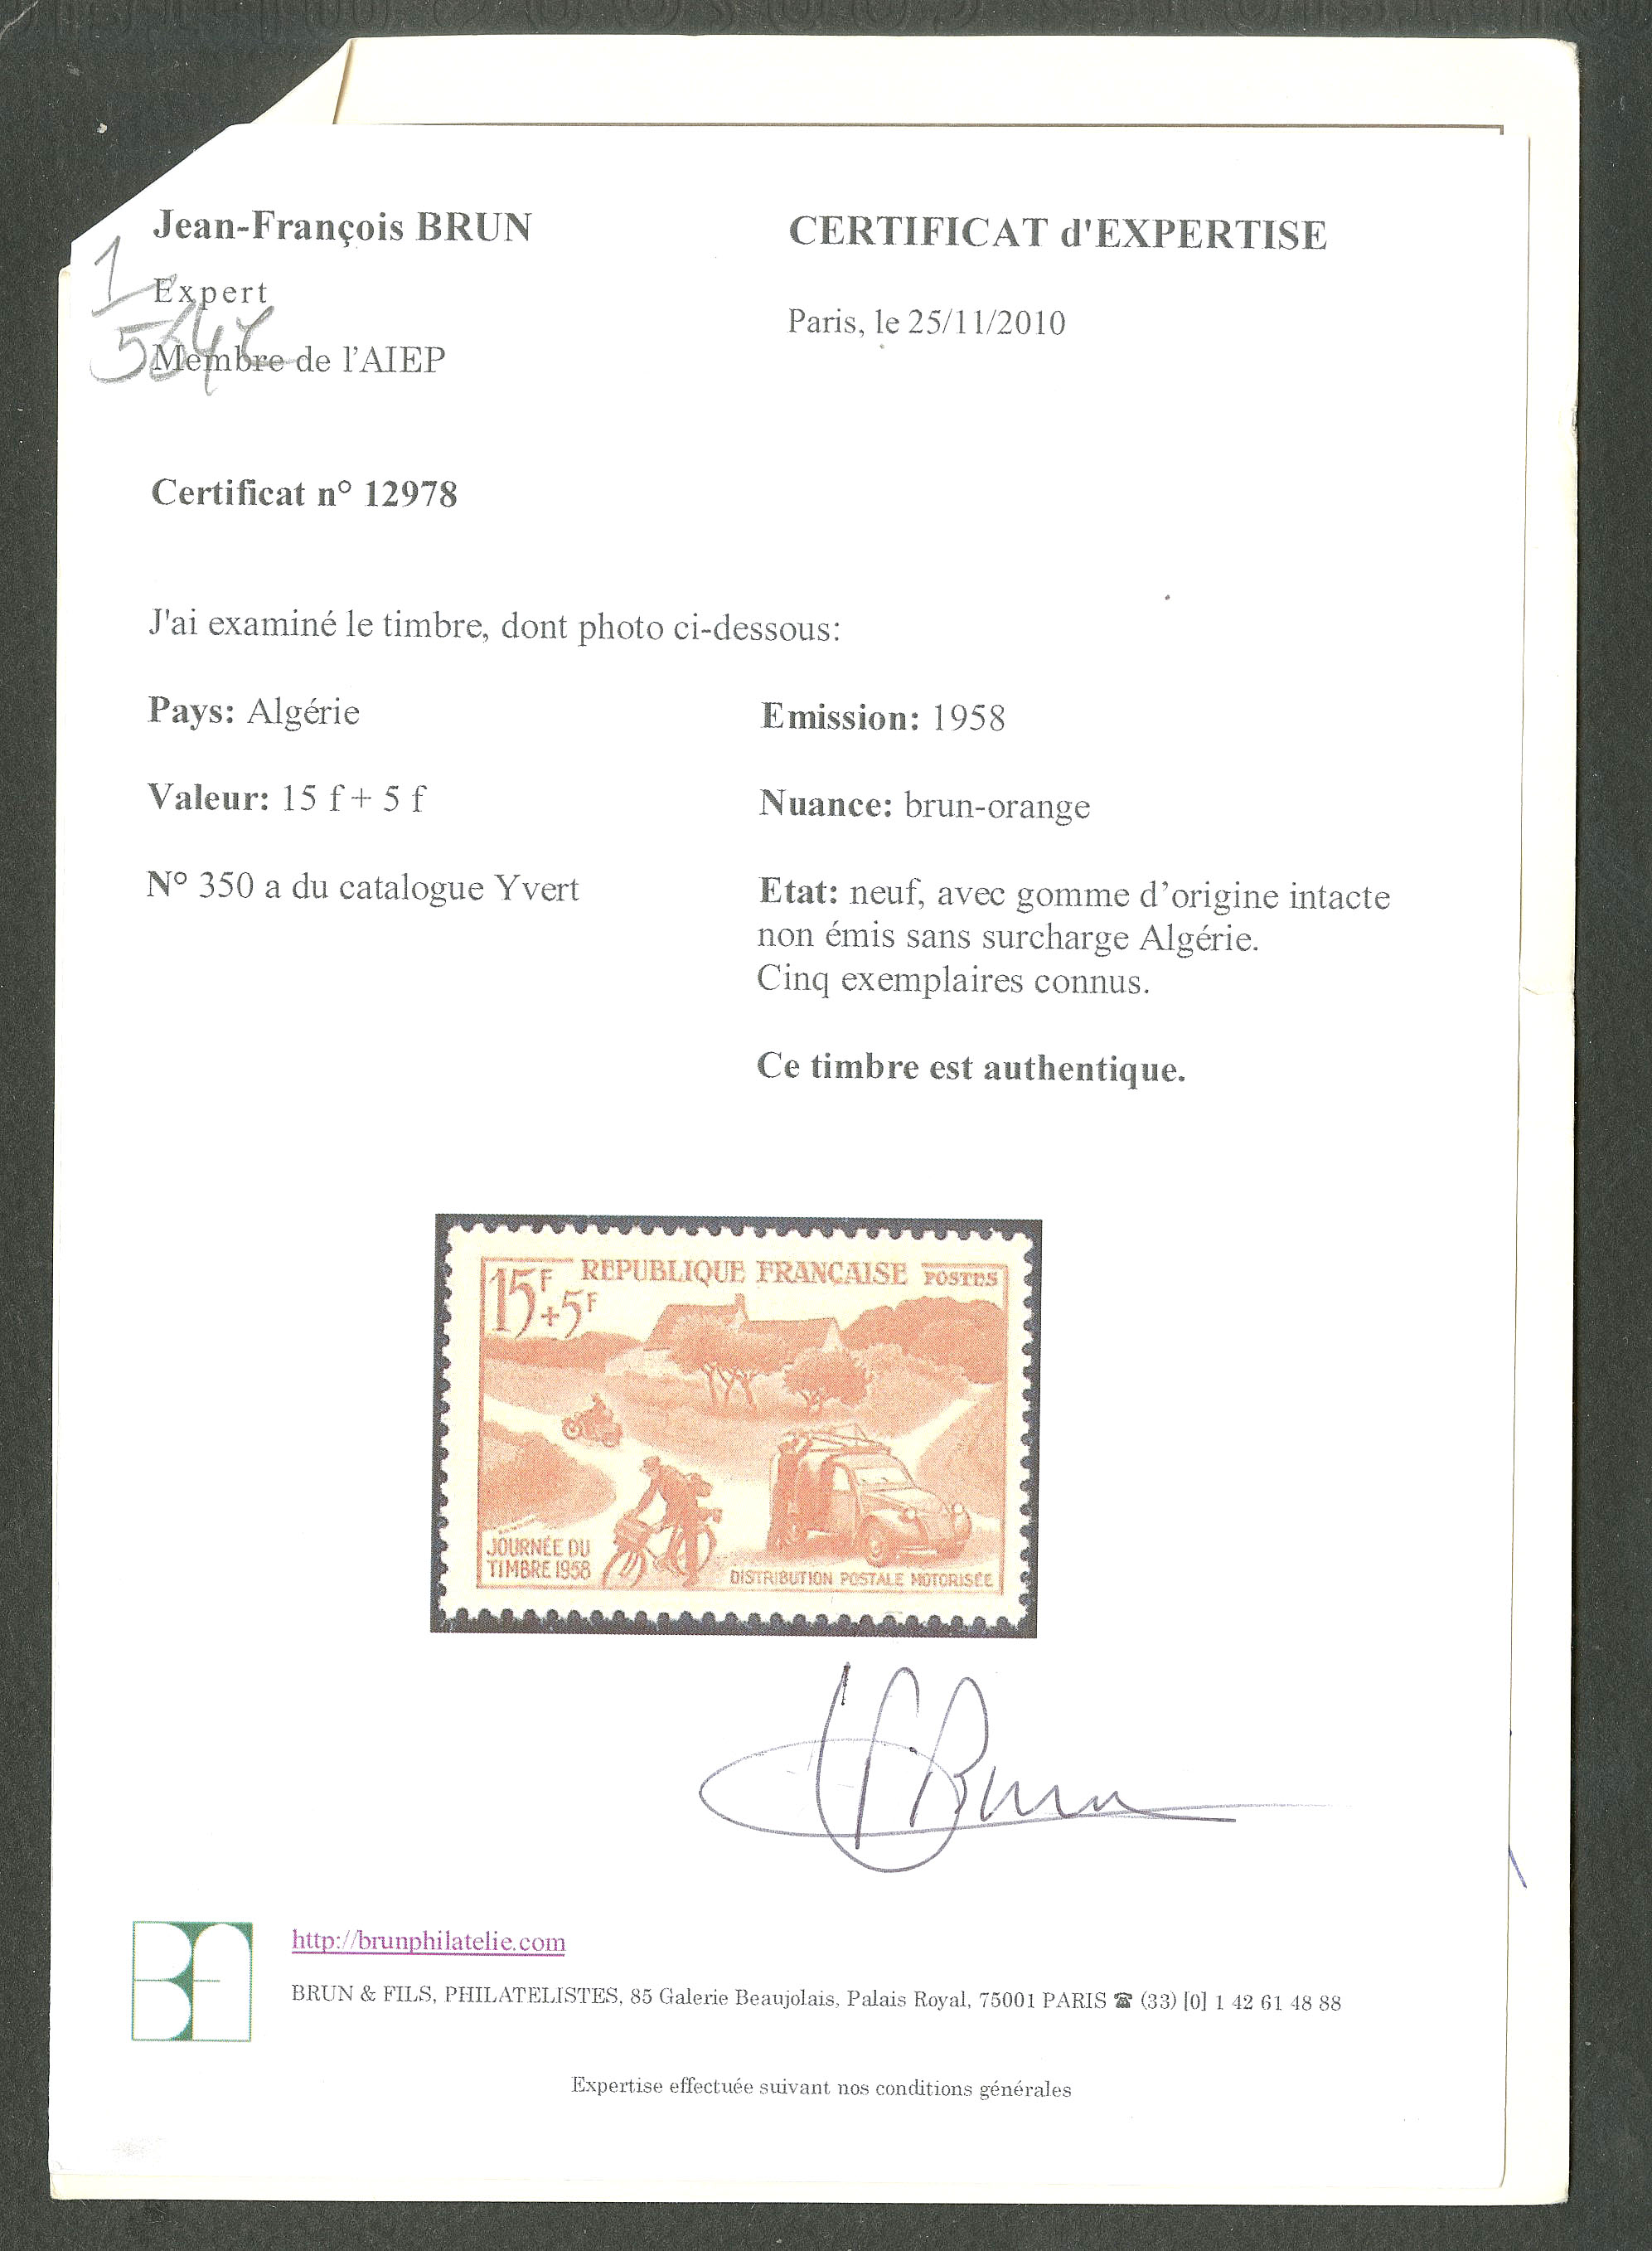 Jean-François BRUN
Expert
Membre de l'AIEP
1
CERTIFICAT d'EXPERTISE
Paris, le 25/11/2010
Certificat n° 12978
J'ai examiné le timbre, dont photo ci-dessous:
Pays: Algérie
Emission: 1958
Valeur: 15 f + 5 f
Nuance: brun-orange
N° 350 a du catalogue Yvert
Etat: neuf, avec gomme d'origine intacte
non émis sans surcharge Algérie.
Cinq exemplaires connus.
Ce timbre est authentique.
15F +5F REPUBLIQUE FRANÇAISE POSTES
JOURNÉE DU
TIMBRE 1958
DISTRIBUTION POSTALE MOTORISÉE
JFBrun
http://brunphilatelie.com
BRUN & FILS, PHILATELISTES, 85 Galerie Beaujolais, Palais Royal, 75001 PARIS ☎ (33) [0] 1 42 61 48 88
Expertise effectuée suivant nos conditions générales